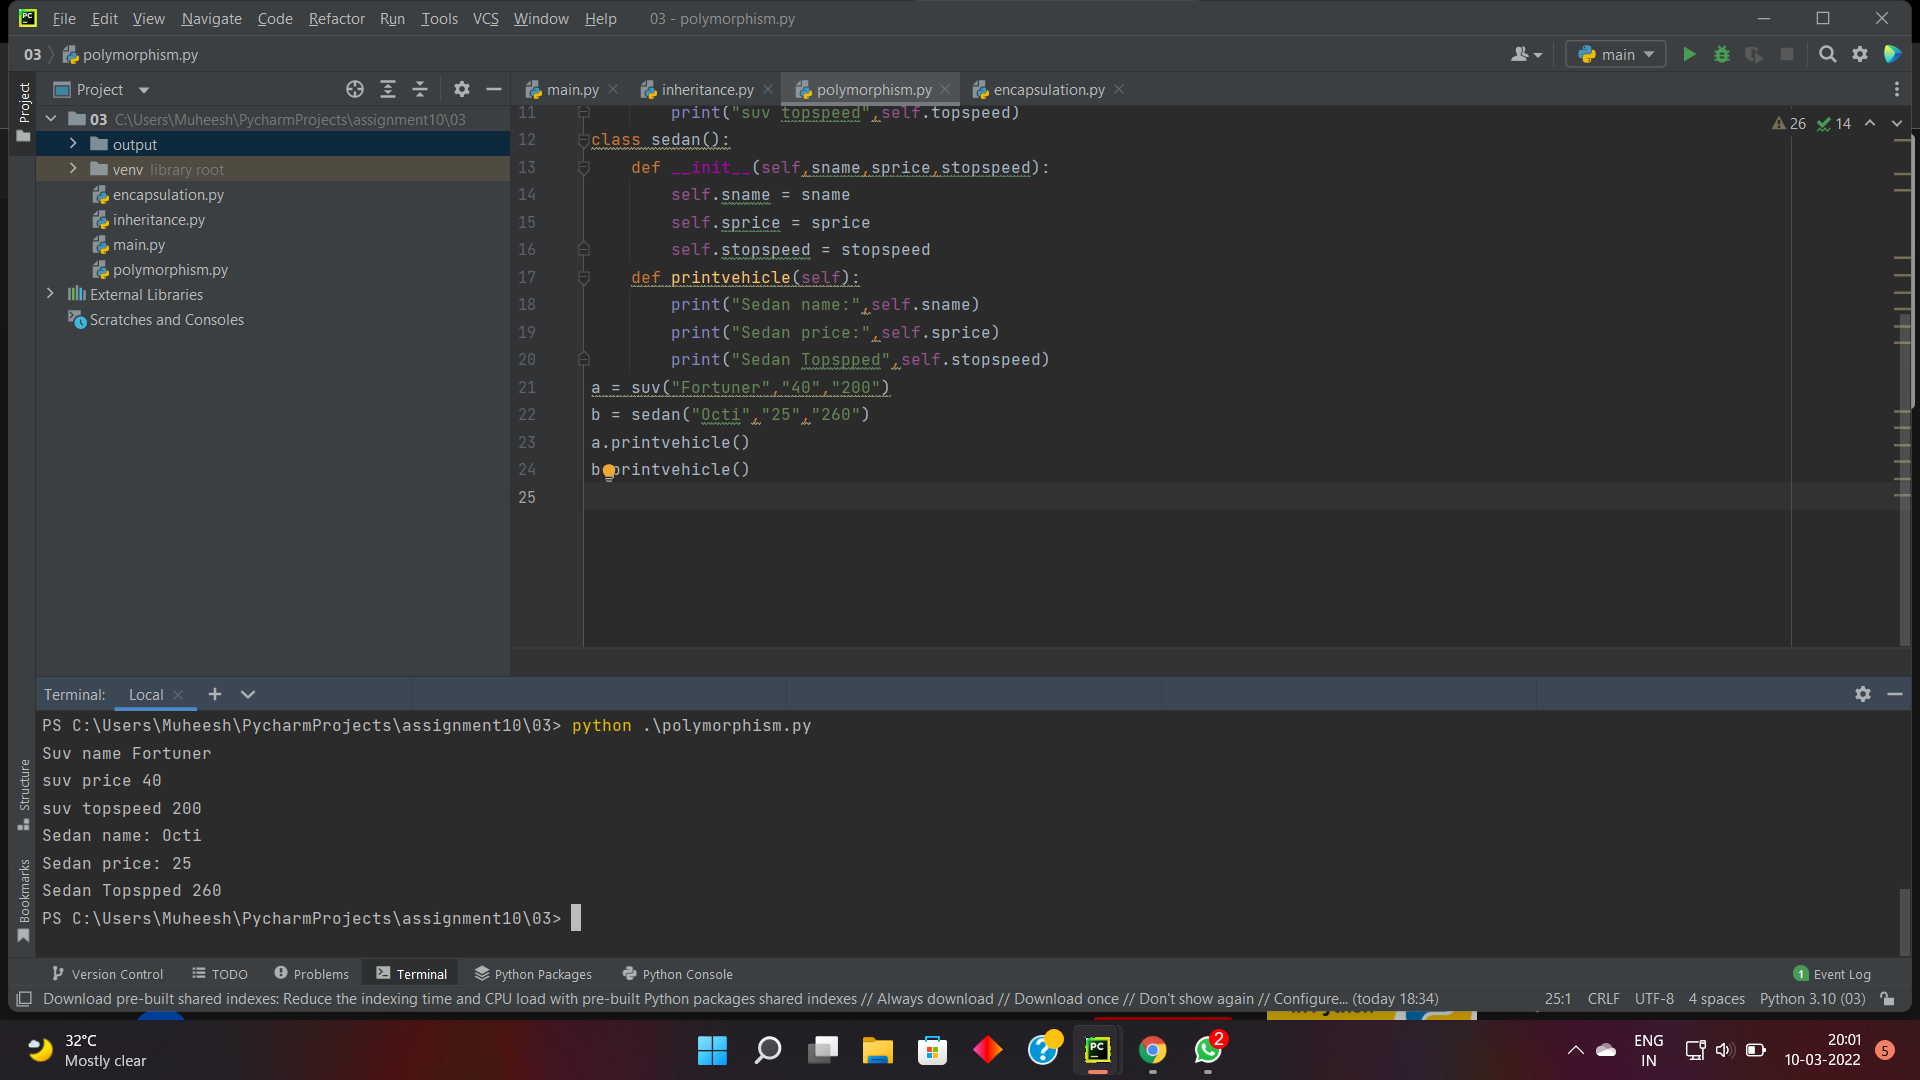 PC File Edit View Navigate Code Refactor Run Tools VCS Window Help 03 - polymorphism.py
03 polymorphism.py main
Project
Project main.py inheritance.py polymorphism.py encapsulation.py
03 C:\Users\Muheesh\PycharmProjects\assignment10\03
output
venv library root
encapsulation.py
inheritance.py
main.py
polymorphism.py
External Libraries
Scratches and Consoles
26 14
11 print("suv topspeed",self.topspeed)
12 class sedan():
13 def __init__(self,sname,sprice,stopspeed):
14 self.sname = sname
15 self.sprice = sprice
16 self.stopspeed = stopspeed
17 def printvehicle(self):
18 print("Sedan name:",self.sname)
19 print("Sedan price:",self.sprice)
20 print("Sedan Topspped",self.stopspeed)
21 a = suv("Fortuner","40","200")
22 b = sedan("Octi","25","260")
23 a.printvehicle()
24 b.printvehicle()
25
Terminal: Local
PS C:\Users\Muheesh\PycharmProjects\assignment10\03> python .\polymorphism.py
Suv name Fortuner
suv price 40
suv topspeed 200
Sedan name: Octi
Sedan price: 25
Sedan Topspped 260
PS C:\Users\Muheesh\PycharmProjects\assignment10\03>
Structure
Bookmarks
Version Control TODO Problems Terminal Python Packages Python Console 1 Event Log
Download pre-built shared indexes: Reduce the indexing time and CPU load with pre-built Python packages shared indexes // Always download // Download once // Don't show again // Configure... (today 18:34) 25:1 CRLF UTF-8 4 spaces Python 3.10 (03)
32°C
Mostly clear
PC
2
ENG
IN
20:01
10-03-2022
5